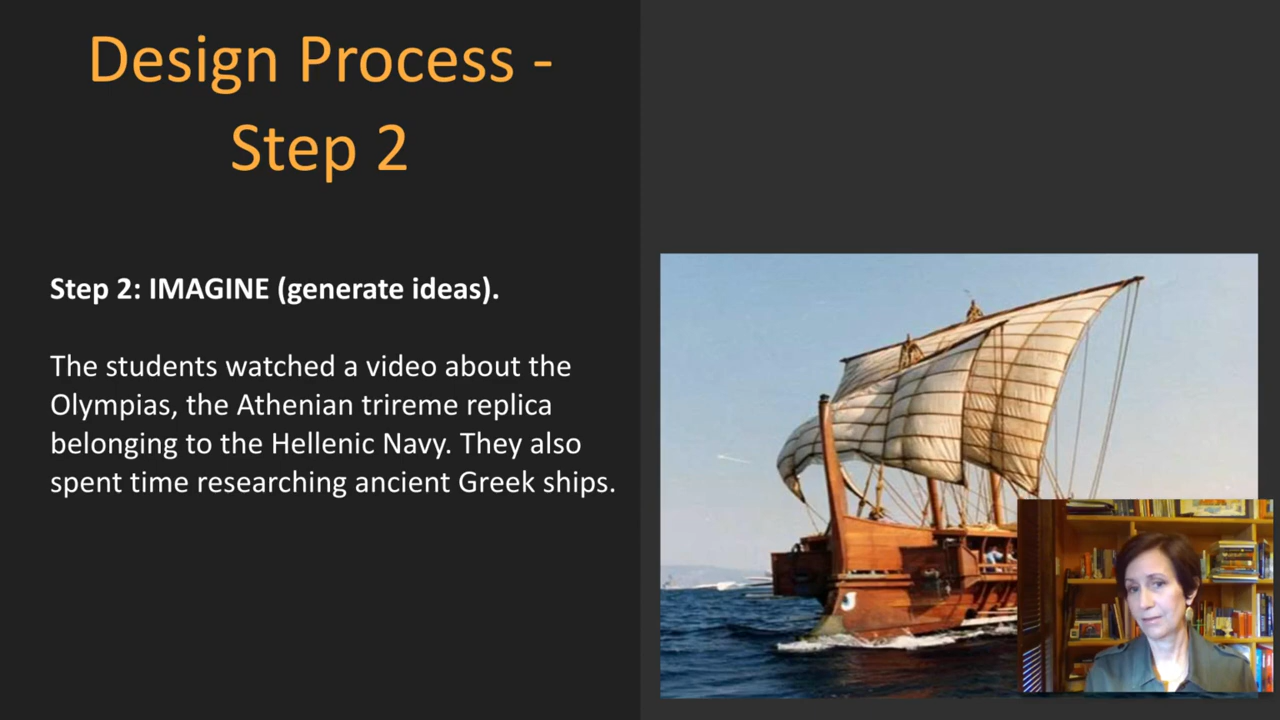 Design Process -
Step 2
Step 2: IMAGINE (generate ideas).
The students watched a video about the
Olympias, the Athenian trireme replica
belonging to the Hellenic Navy. They also
spent time researching ancient Greek ships.